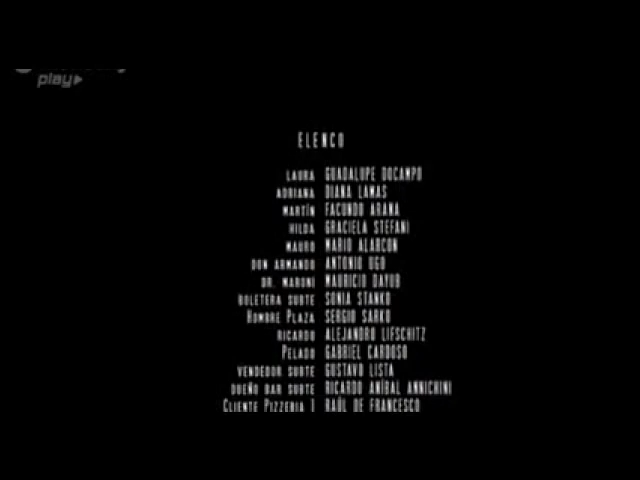 play
ELENCO
LAURA GUADALUPE DOCAMPO
ADRIANA DIANA LAMAS
MARTÍN FACUNDO ARANA
HILDA GRACIELA STEFANI
MAURO MARIO ALARCON
DON ARMANDO ANTONIO UGO
DR. MARONI MAURICIO DAYUB
BOLETERA SUBTE SONIA STANKO
HOMBRE PLAZA SERGIO SARKO
RICARDO ALEJANDRO LIFSCHITZ
PELADO GABRIEL CARDOSO
VENDEDOR SUBTE GUSTAVO LISTA
DUEÑO BAR SUBTE RICARDO ANÍBAL ANNICHINI
CLIENTE PIZZERIA 1 RAÚL DE FRANCESCO